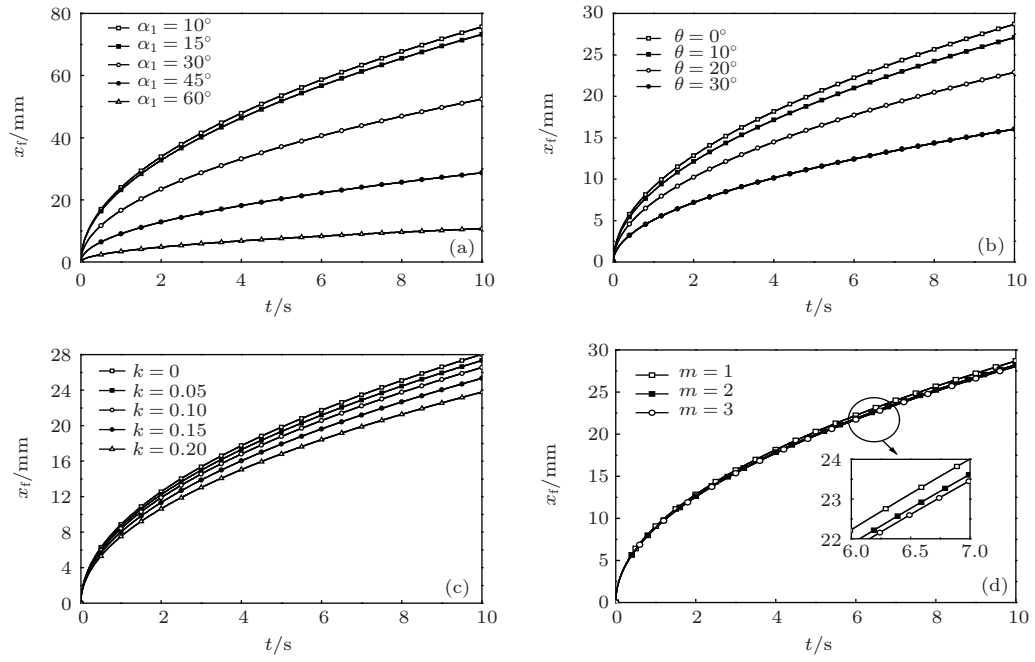 80
60
40
20
0
x_f/mm
α₁ = 10°
α₁ = 15°
α₁ = 30°
α₁ = 45°
α₁ = 60°
(a)
0 2 4 6 8 10
t/s
30
25
20
15
10
5
0
x_f/mm
θ = 0°
θ = 10°
θ = 20°
θ = 30°
(b)
0 2 4 6 8 10
t/s
28
24
20
16
12
8
4
0
x_f/mm
k = 0
k = 0.05
k = 0.10
k = 0.15
k = 0.20
(c)
0 2 4 6 8 10
t/s
30
25
20
15
10
5
0
x_f/mm
m = 1
m = 2
m = 3
24
23
22
6.0 6.5 7.0
(d)
0 2 4 6 8 10
t/s